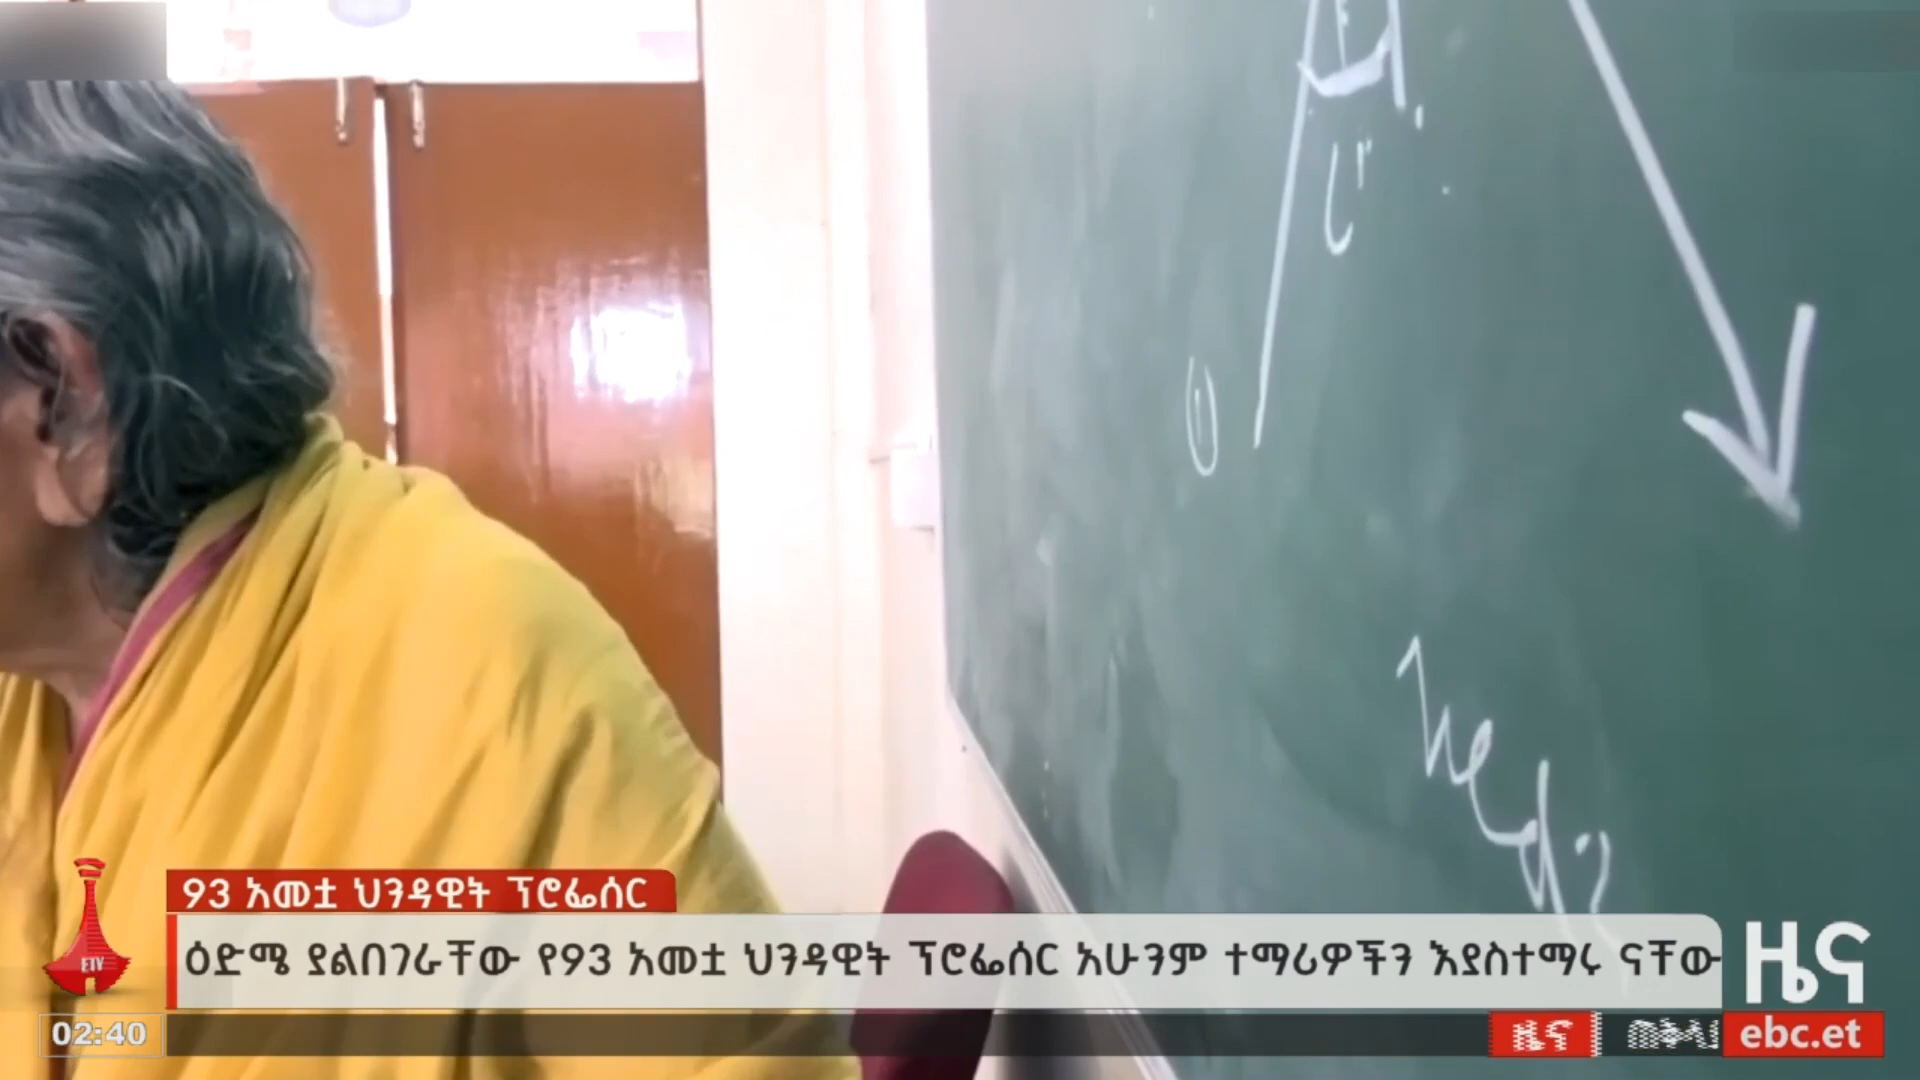 93 አመቷ ህንዳዊት ፕሮፌሰር
ዕድሜ ያልበገራቸው የ93 አመቷ ህንዳዊት ፕሮፌሰር አሁንም ተማሪዎችን እያስተማሩ ናቸው
ዜና
ETV
02:40
ዜና
ebc.et